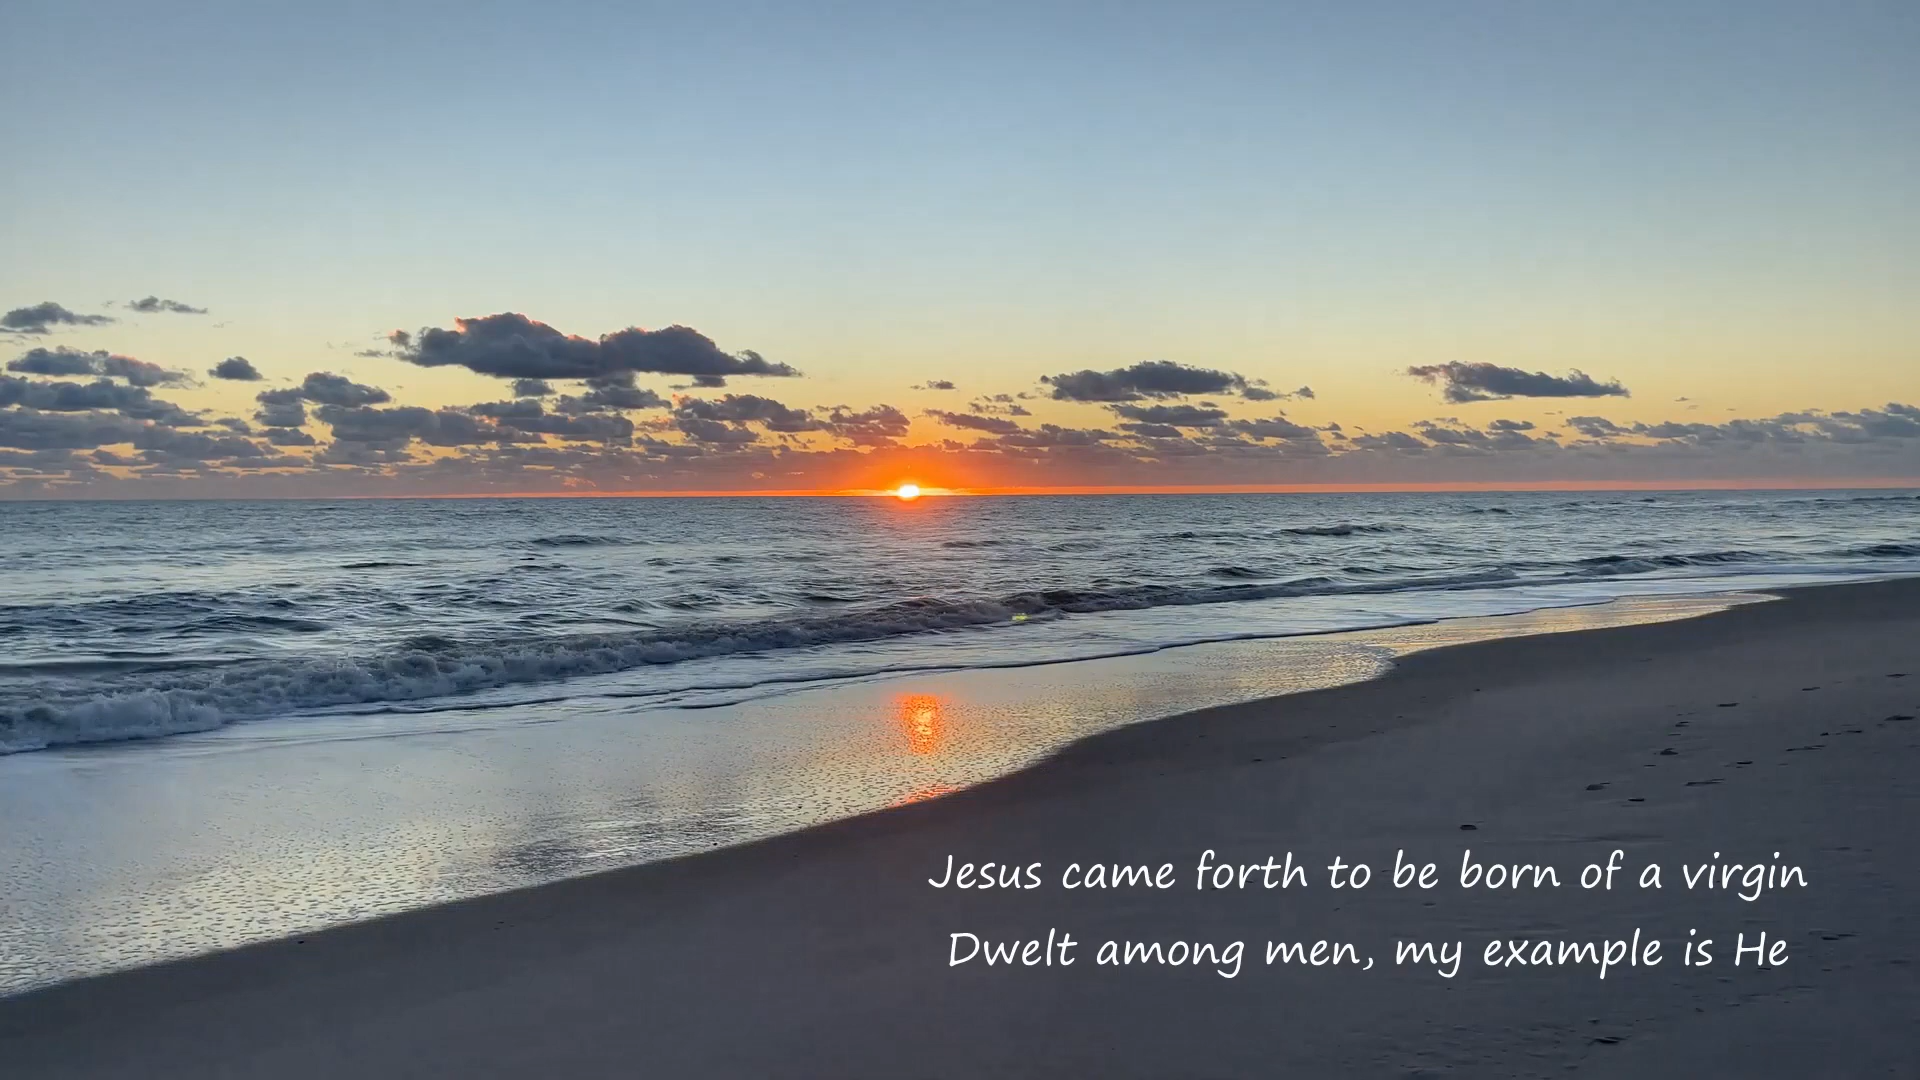 Jesus came forth to be born of a virgin
Dwelt among men, my example is He